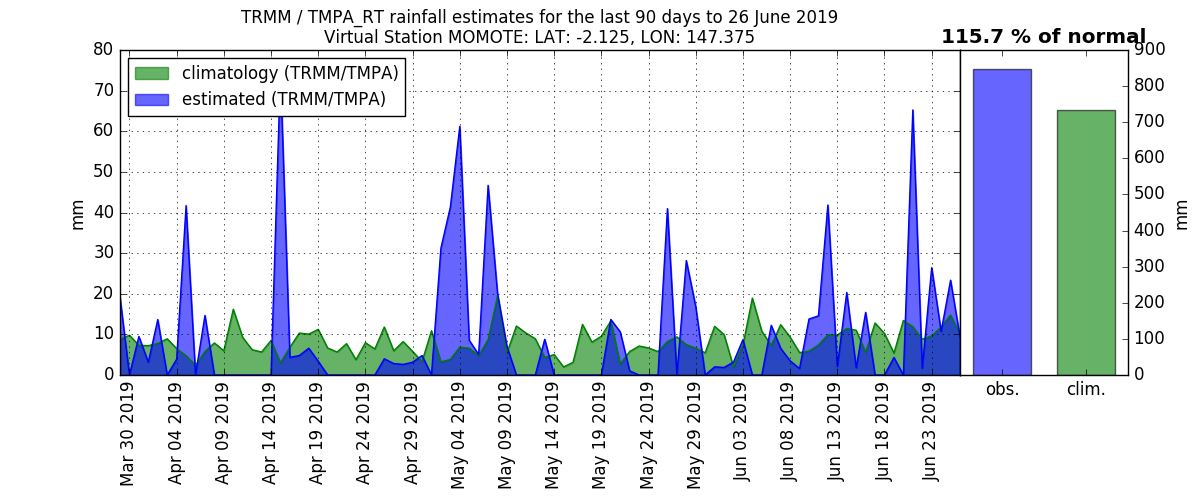 TRMM / TMPA_RT rainfall estimates for the last 90 days to 26 June 2019
Virtual Station MOMOTE: LAT: -2.125, LON: 147.375
115.7 % of normal
climatology (TRMM/TMPA)
estimated (TRMM/TMPA)
mm
80
70
60
50
40
30
20
10
0
Mar 30 2019
Apr 04 2019
Apr 09 2019
Apr 14 2019
Apr 19 2019
Apr 24 2019
Apr 29 2019
May 04 2019
May 09 2019
May 14 2019
May 19 2019
May 24 2019
May 29 2019
Jun 03 2019
Jun 08 2019
Jun 13 2019
Jun 18 2019
Jun 23 2019
900
800
700
600
500
400
300
200
100
0
mm
obs.
clim.